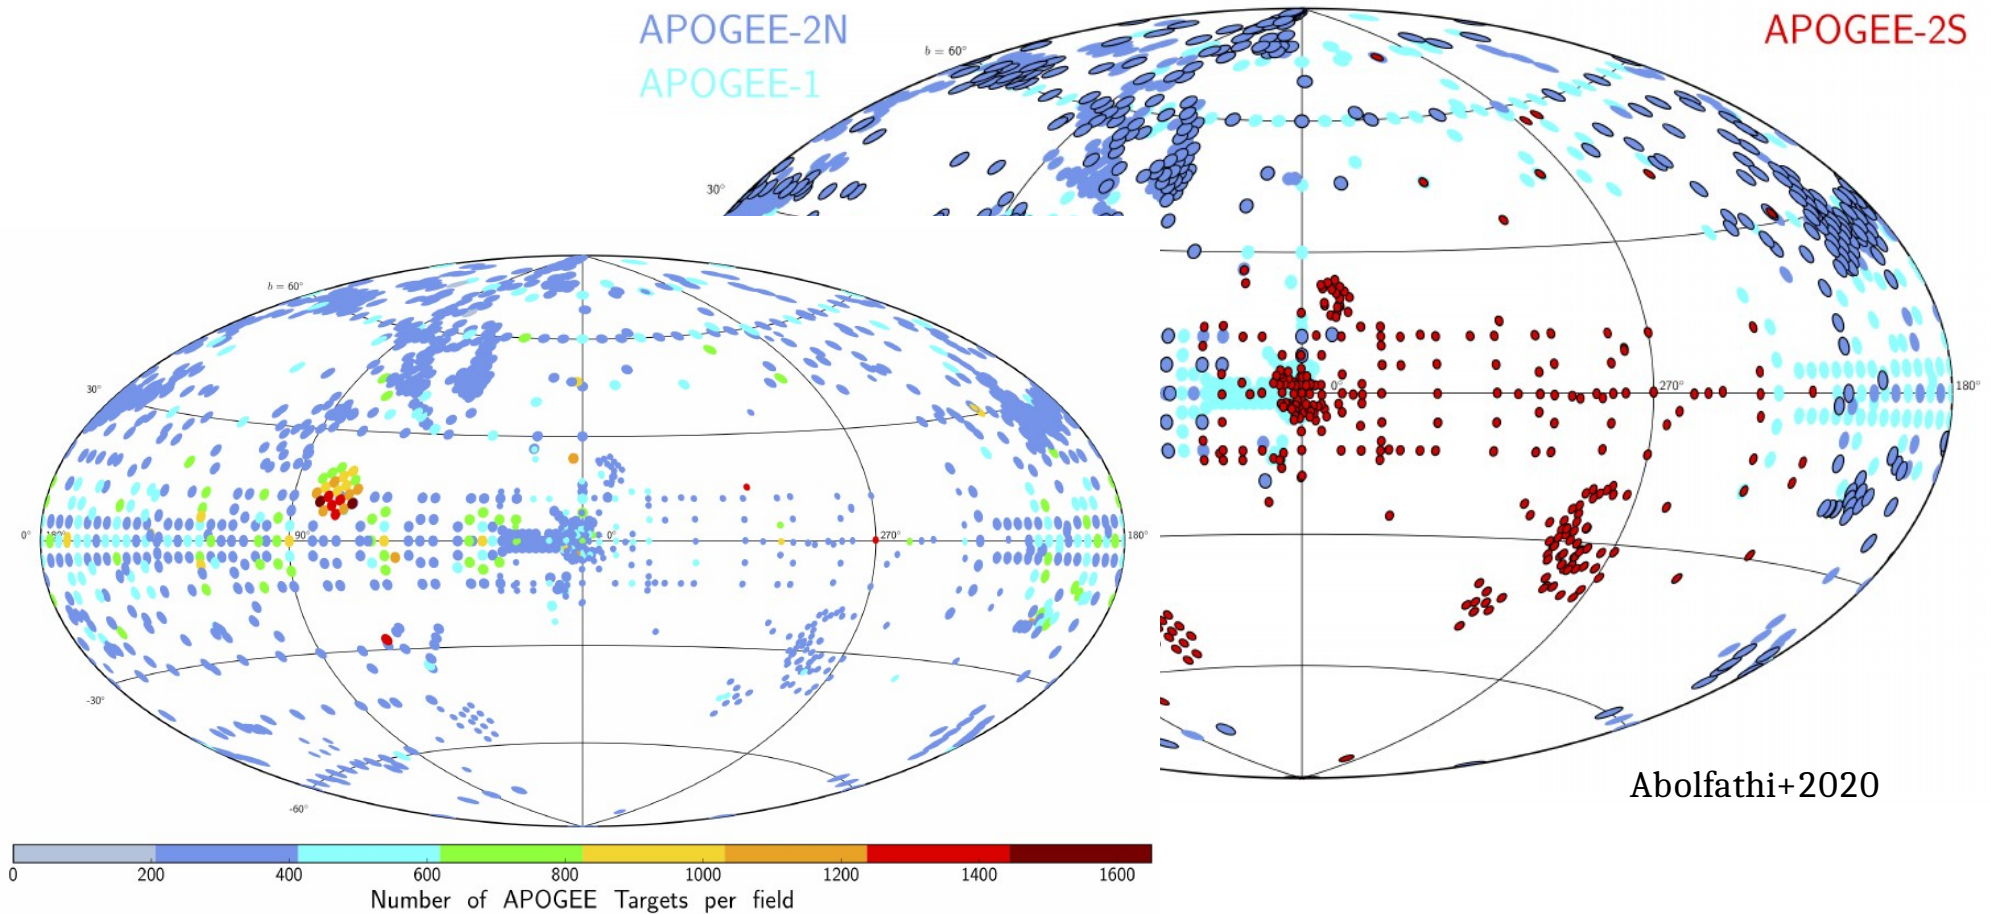 APOGEE-2N
APOGEE-1
APOGEE-2S
b = 60°
30°
0°
270°
180°
b = 60°
30°
0°
180°
90°
0°
270°
180°
-30°
-60°
Abolfathi+2020
0 200 400 600 800 1000 1200 1400 1600
Number of APOGEE Targets per field